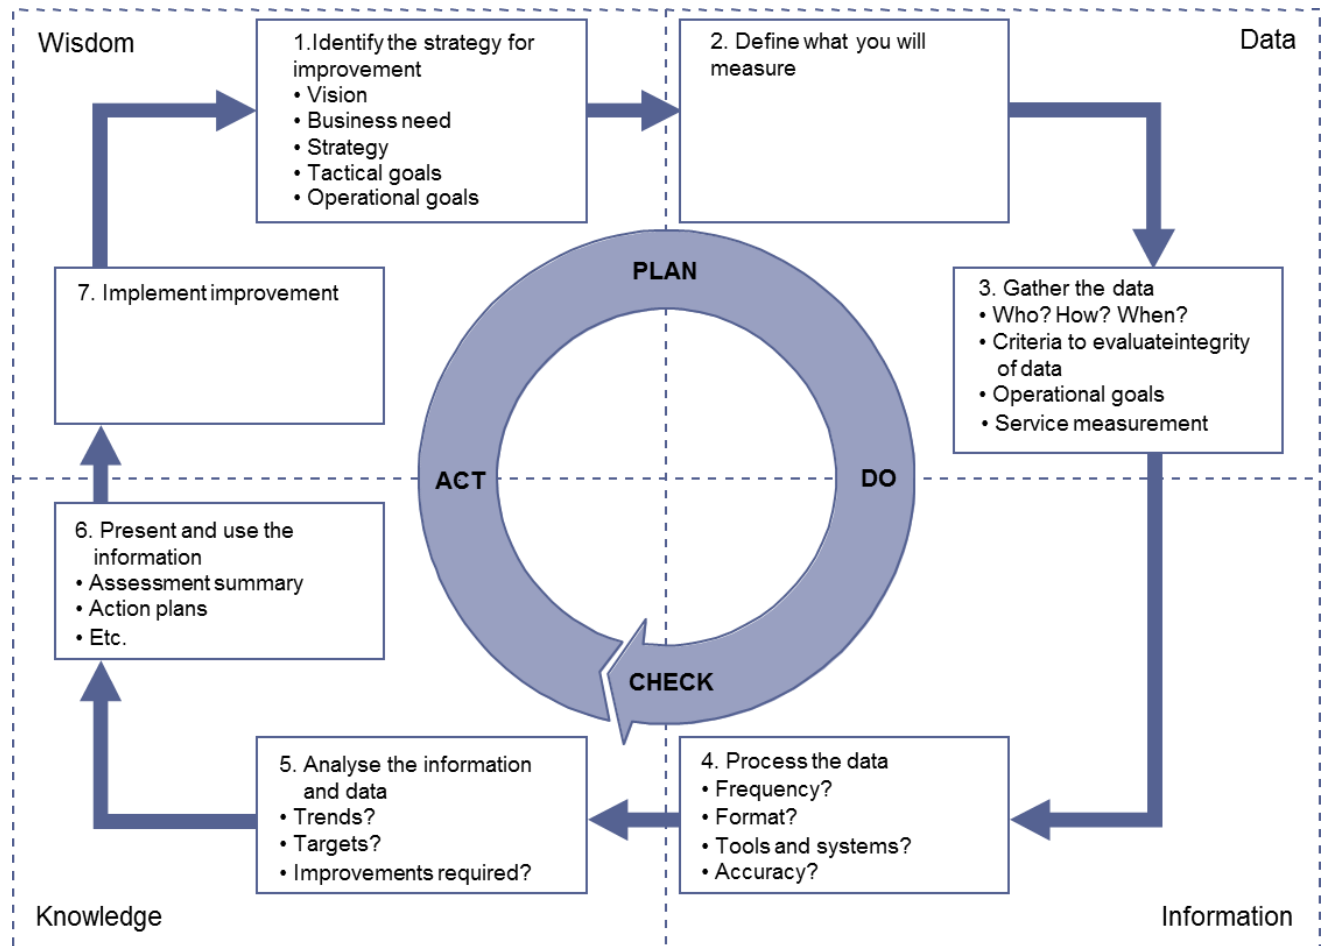 Wisdom
Data
1.Identify the strategy for
improvement
• Vision
• Business need
• Strategy
• Tactical goals
• Operational goals
2. Define what you will
measure
3. Gather the data
• Who? How? When?
• Criteria to evaluateintegrity
of data
• Operational goals
• Service measurement
4. Process the data
• Frequency?
• Format?
• Tools and systems?
• Accuracy?
5. Analyse the information
and data
• Trends?
• Targets?
• Improvements required?
6. Present and use the
information
• Assessment summary
• Action plans
• Etc.
7. Implement improvement
PLAN
DO
CHECK
ACT
Knowledge
Information